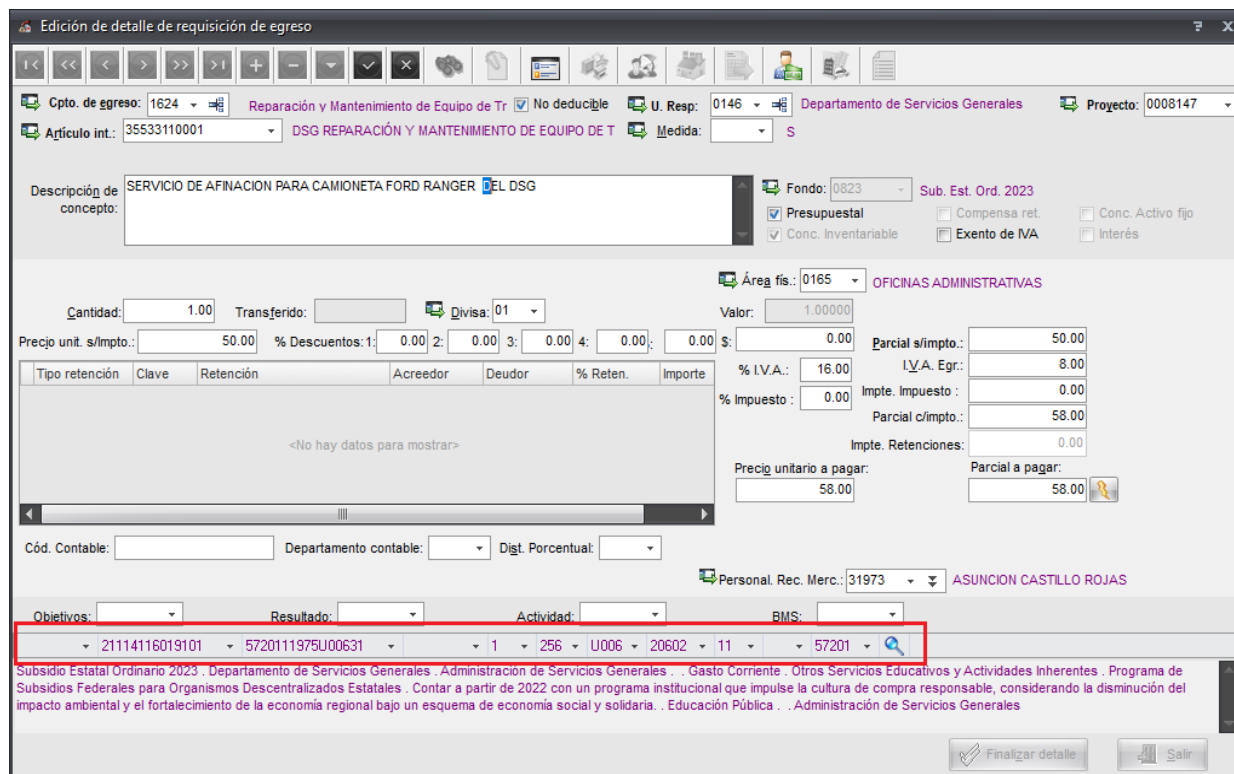 Edición de detalle de requisición de egreso
Cpto. de egreso: 1624 Reparación y Mantenimiento de Equipo de Tr No deducible U. Resp: 0146 Departamento de Servicios Generales Proyecto: 0008147
Artículo int.: 35533110001 DSG REPARACIÓN Y MANTENIMIENTO DE EQUIPO DE T Medida: S
Descripción de concepto: SERVICIO DE AFINACION PARA CAMIONETA FORD RANGER DEL DSG
Fondo: 0823 Sub. Est. Ord. 2023
Presupuestal Compensa ret. Conc. Activo fijo
Conc. Inventariable Exento de IVA Interés
Área fís.: 0165 OFICINAS ADMINISTRATIVAS
Cantidad: 1.00 Transferido: Divisa: 01 Valor: 1.00000
Precio unit. s/Impto.: 50.00 % Descuentos: 1: 0.00 2: 0.00 3: 0.00 4: 0.00 : 0.00 $: 0.00 Parcial s/impto.: 50.00
Tipo retención Clave Retención Acreedor Deudor % Reten. Importe
<No hay datos para mostrar>
% I.V.A.: 16.00 I.V.A. Egr.: 8.00
% Impuesto : 0.00 Impte. Impuesto : 0.00
Parcial c/impto.: 58.00
Impte. Retenciones: 0.00
Precio unitario a pagar: Parcial a pagar:
58.00 58.00
Cód. Contable: Departamento contable: Dist. Porcentual:
Personal. Rec. Merc.: 31973 ASUNCION CASTILLO ROJAS
Objetivos: Resultado: Actividad: BMS:
21114116019101 5720111975U00631 1 256 U006 20602 11 57201
Subsidio Estatal Ordinario 2023 . Departamento de Servicios Generales . Administración de Servicios Generales . . Gasto Corriente . Otros Servicios Educativos y Actividades Inherentes . Programa de
Subsidios Federales para Organismos Descentralizados Estatales . Contar a partir de 2022 con un programa institucional que impulse la cultura de compra responsable, considerando la disminución del
impacto ambiental y el fortalecimiento de la economía regional bajo un esquema de economía social y solidaria. . Educación Pública . . Administración de Servicios Generales
Finalizar detalle Salir